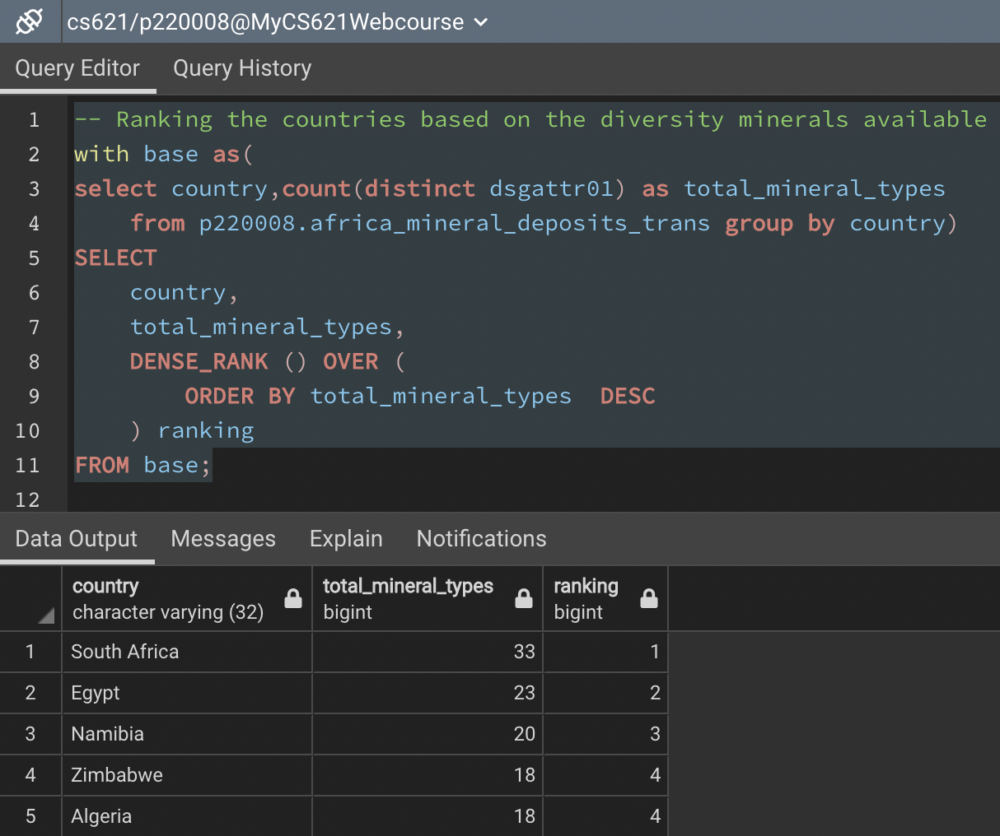 cs621/p220008@MyCS621Webcourse
Query Editor Query History
1 -- Ranking the countries based on the diversity minerals available
2 with base as(
3 select country,count(distinct dsgattr01) as total_mineral_types
4 from p220008.africa_mineral_deposits_trans group by country)
5 SELECT
6 country,
7 total_mineral_types,
8 DENSE_RANK () OVER (
9 ORDER BY total_mineral_types DESC
10 ) ranking
11 FROM base;
12
Data Output Messages Explain Notifications
country total_mineral_types ranking
character varying (32) bigint bigint
1 South Africa 33 1
2 Egypt 23 2
3 Namibia 20 3
4 Zimbabwe 18 4
5 Algeria 18 4